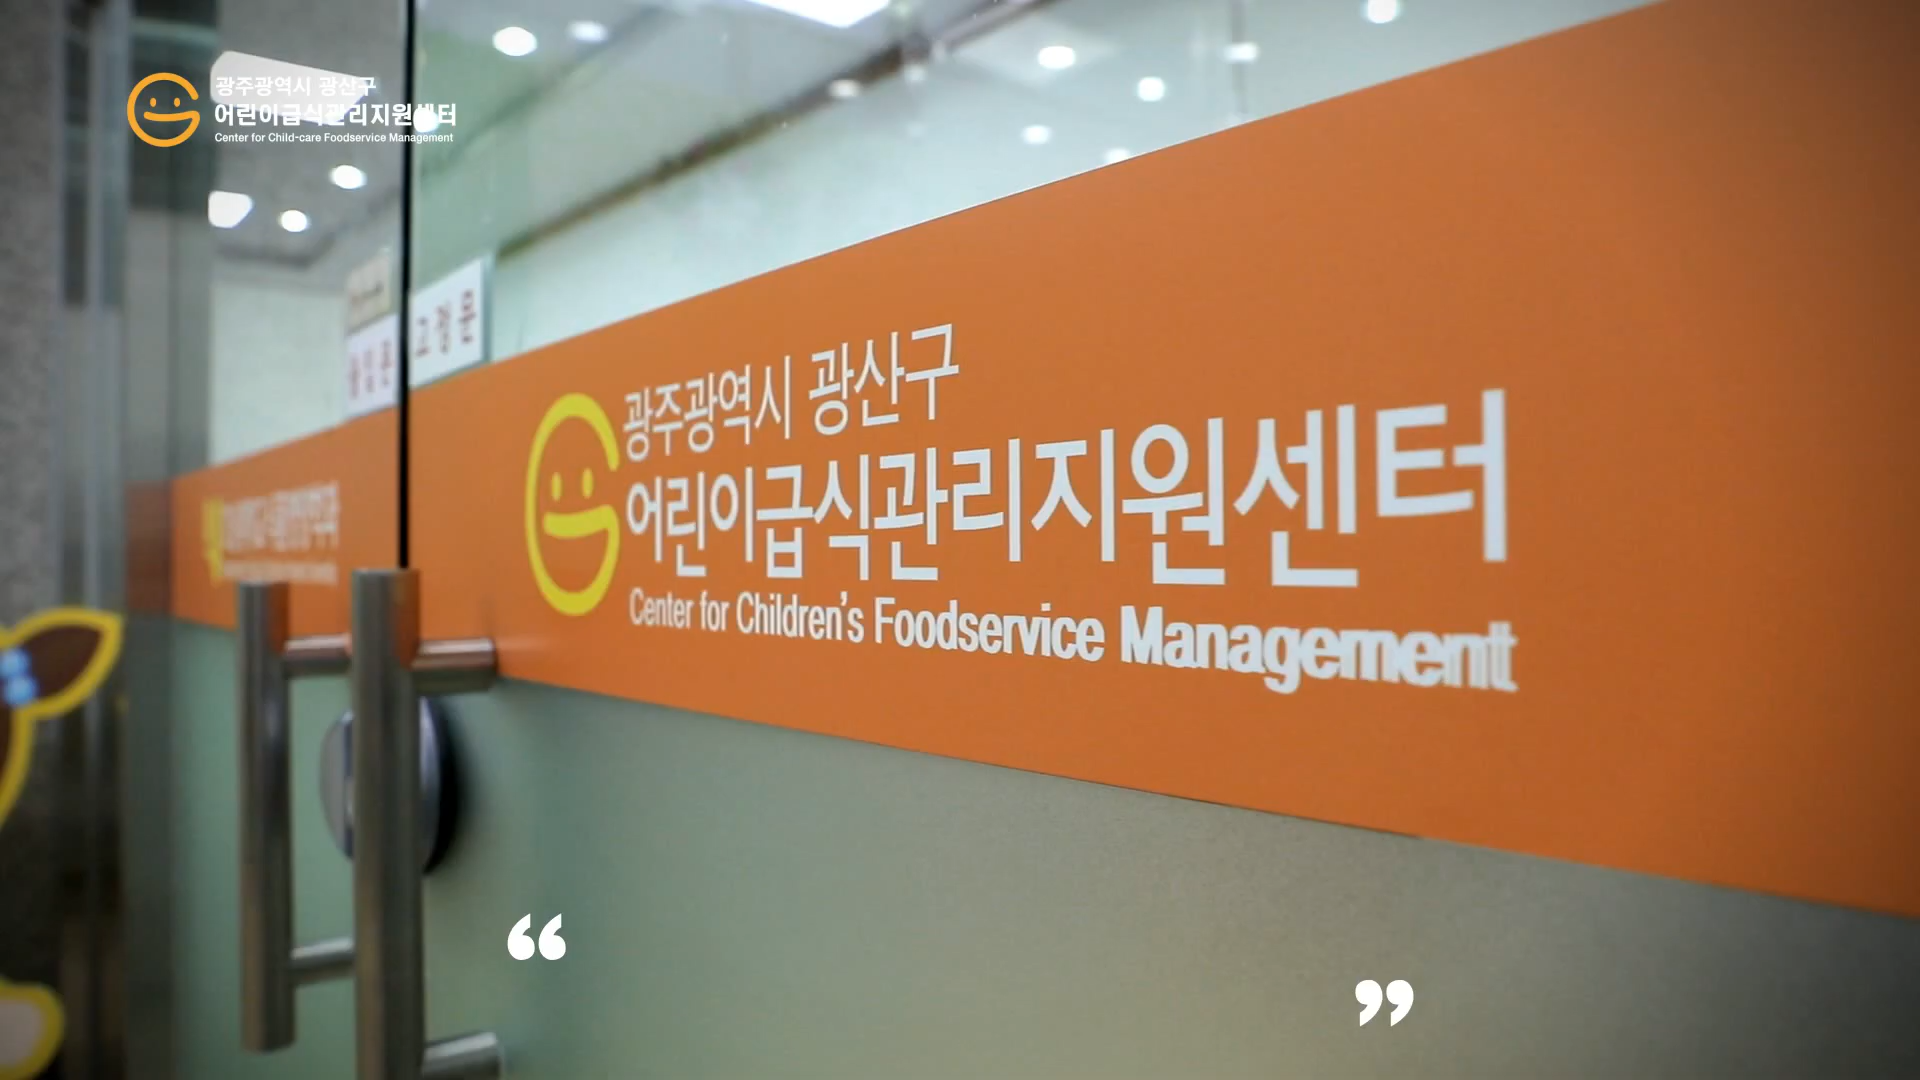 광주광역시 광산구
어린이급식관리지원센터
Center for Child-care Foodservice Management
고정문
광주광역시 광산구
어린이급식관리지원센터
Center for Children's Foodservice Management
“
”